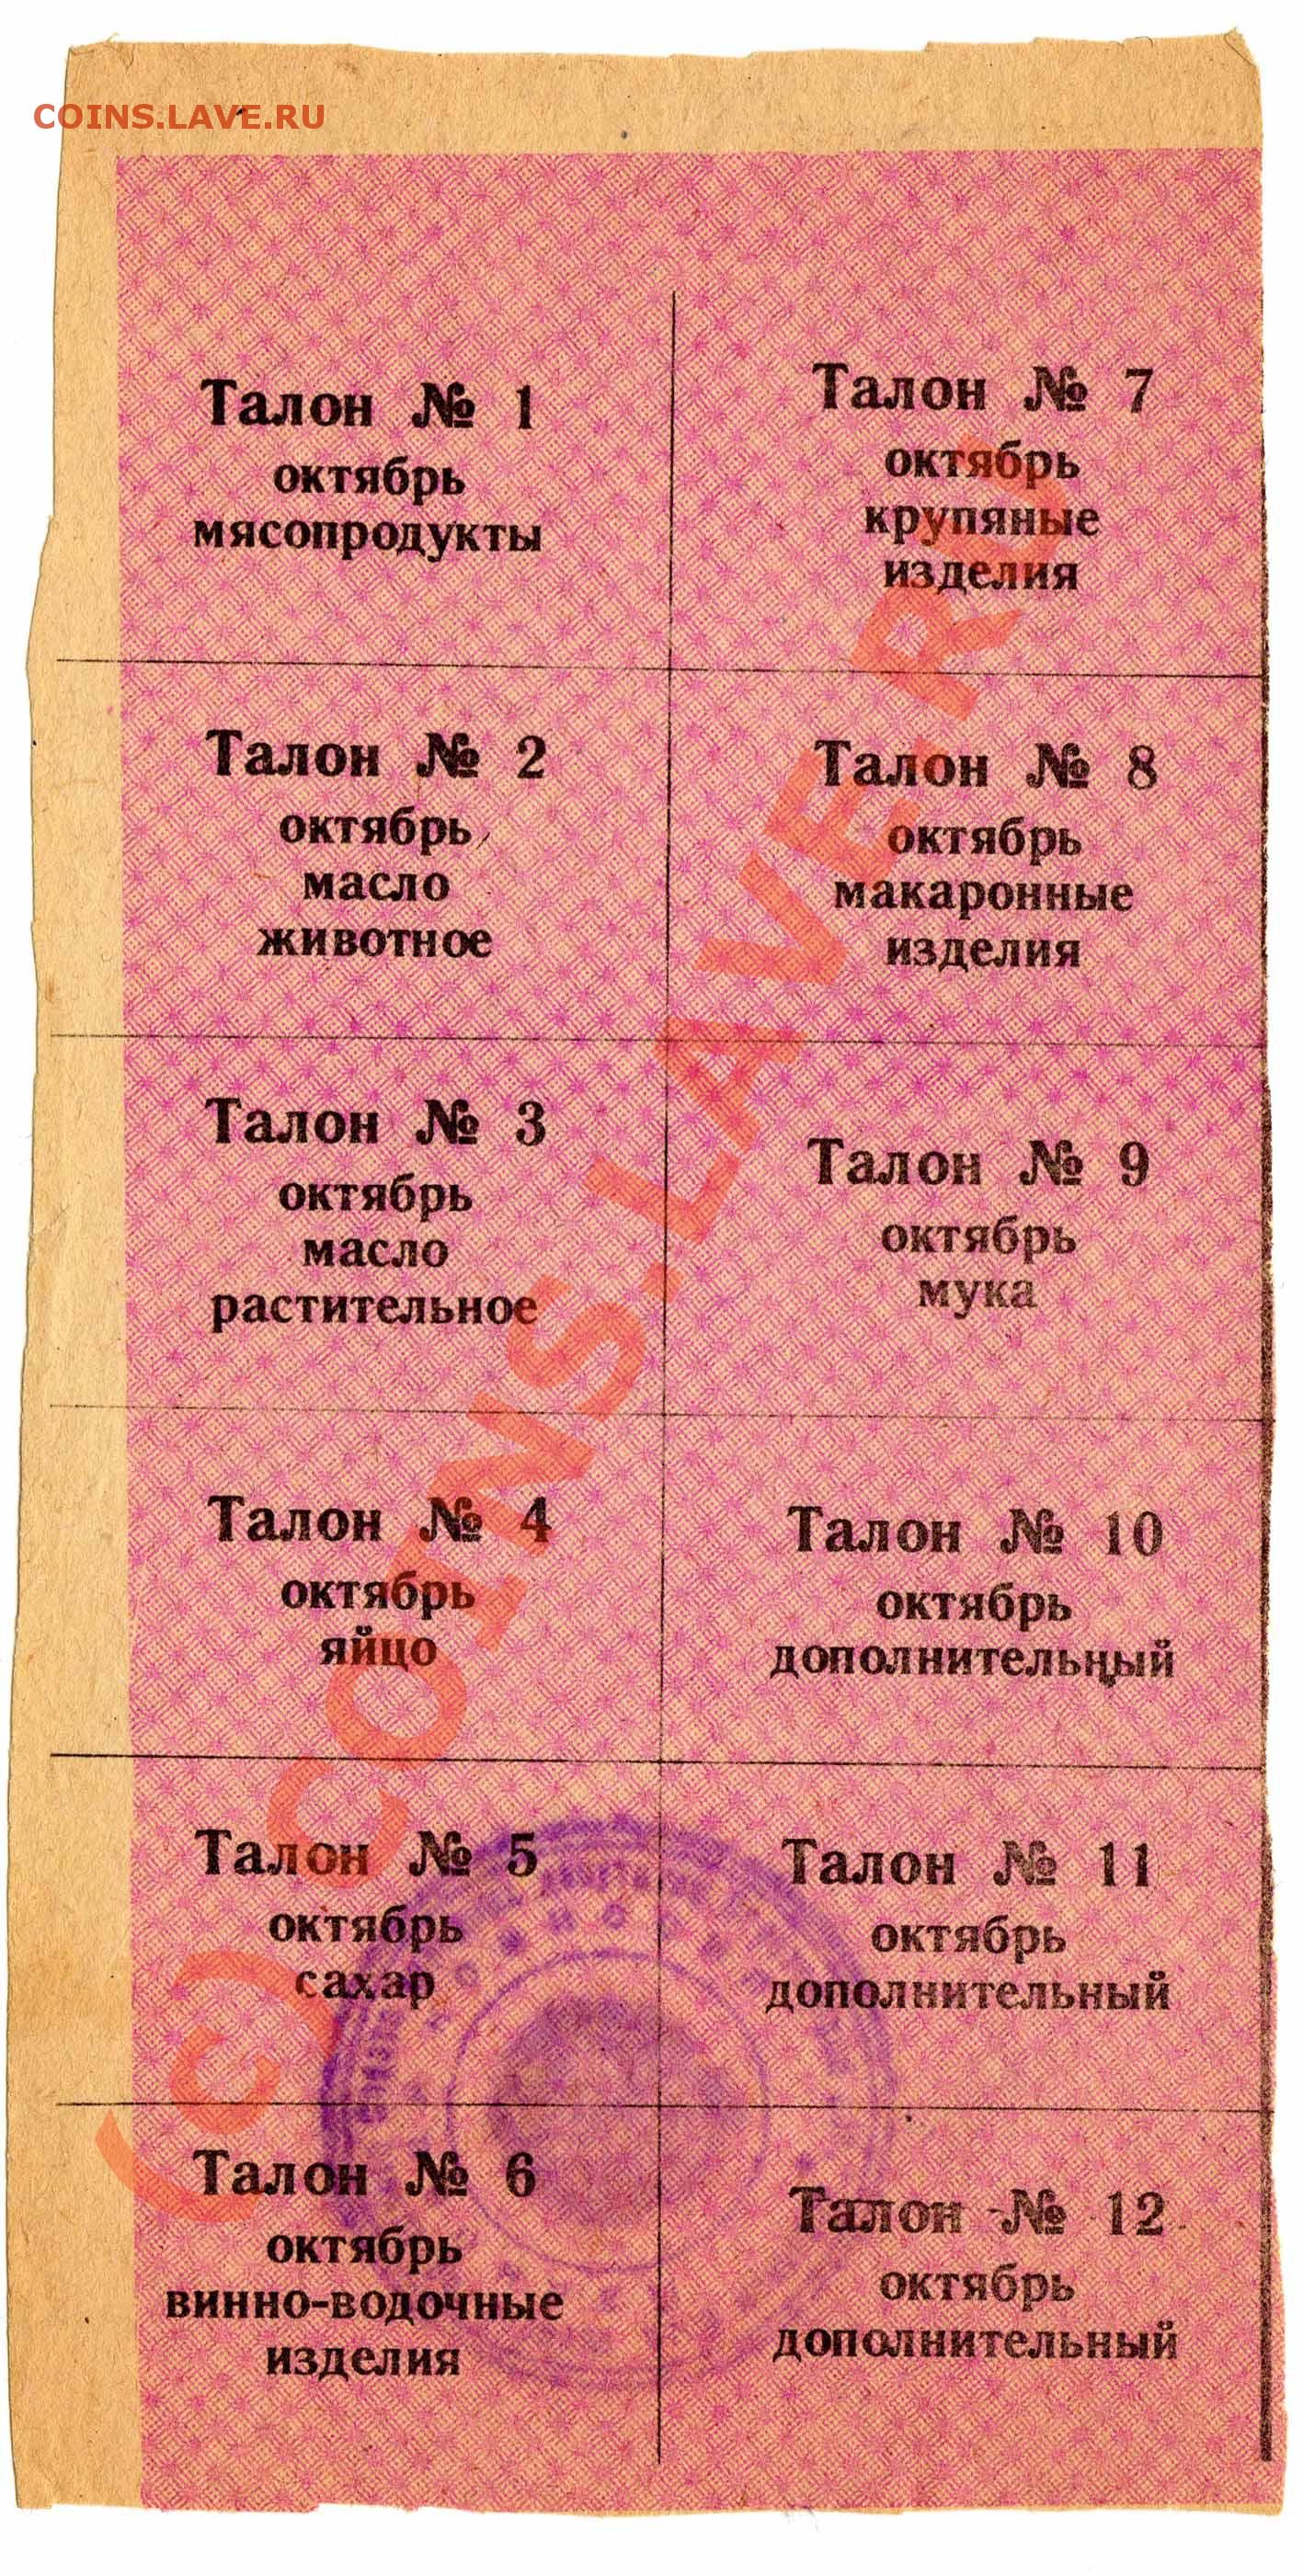 COINS.LAVE.RU
Талон № 1
октябрь
мясопродукты
Талон № 2
октябрь
масло
животное
Талон № 3
октябрь
масло
растительное
Талон № 4
октябрь
яйцо
Талон № 5
октябрь
сахар
Талон № 6
октябрь
винно-водочные
изделия
Талон № 7
октябрь
крупяные
изделия
Талон № 8
октябрь
макаронные
изделия
Талон № 9
октябрь
мука
Талон № 10
октябрь
дополнительный
Талон № 11
октябрь
дополнительный
Талон № 12
октябрь
дополнительный
(c) COINS.LAVE.RU